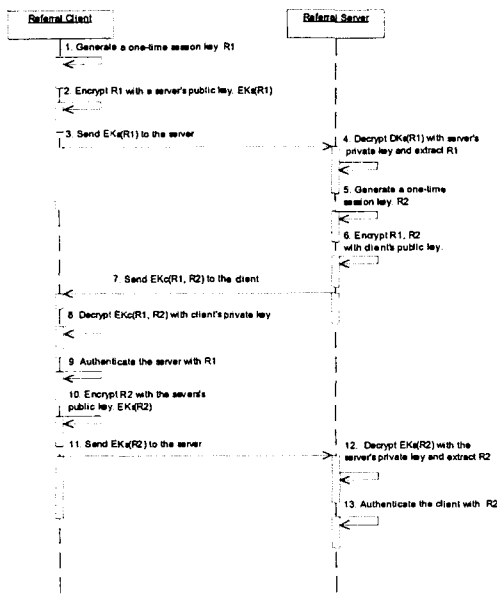 Referral Client
Referral Server
1. Generate a one-time session key. R1
2. Encrypt R1 with a server's public key. EKs(R1)
3. Send EKs(R1) to the server
4. Decrypt DKs(R1) with server's
private key and extract R1
5. Generate a one-time
session key. R2
6. Encrypt R1, R2
with client's public key.
7. Send EKc(R1, R2) to the client
8. Decrypt EKc(R1, R2) with client's private key
9. Authenticate the server with R1
10. Encrypt R2 with the severs's
public key. EKs(R2)
11. Send EKs(R2) to the server
12. Decrypt EKs(R2) with the
server's private key and extract R2
13. Authenticate the client with R2